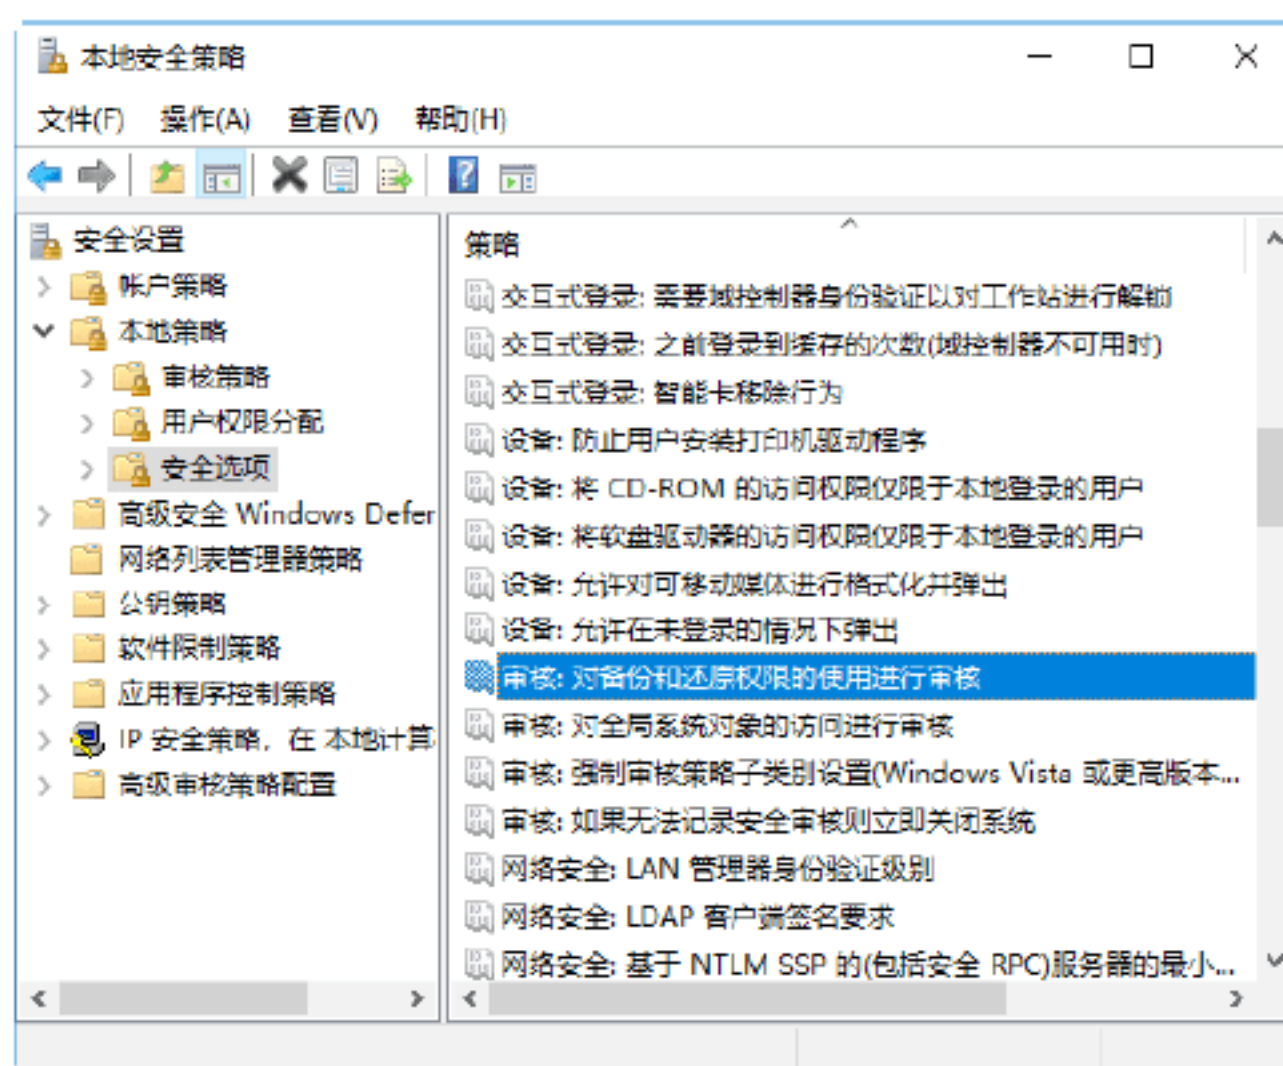 本地安全策略
文件(F) 操作(A) 查看(V) 帮助(H)
安全设置
帐户策略
本地策略
审核策略
用户权限分配
安全选项
高级安全 Windows Defer
网络列表管理器策略
公钥策略
软件限制策略
应用程序控制策略
IP 安全策略，在 本地计算
高级审核策略配置
策略
交互式登录: 需要域控制器身份验证以对工作站进行解锁
交互式登录: 之前登录到缓存的次数(域控制器不可用时)
交互式登录: 智能卡移除行为
设备: 防止用户安装打印机驱动程序
设备: 将 CD-ROM 的访问权限仅限于本地登录的用户
设备: 将软盘驱动器的访问权限仅限于本地登录的用户
设备: 允许对可移动媒体进行格式化并弹出
设备: 允许在未登录的情况下弹出
审核: 对备份和还原权限的使用进行审核
审核: 对全局系统对象的访问进行审核
审核: 强制审核策略子类别设置(Windows Vista 或更高版本...
审核: 如果无法记录安全审核则立即关闭系统
网络安全: LAN 管理器身份验证级别
网络安全: LDAP 客户端签名要求
网络安全: 基于 NTLM SSP 的(包括安全 RPC)服务器的最小...